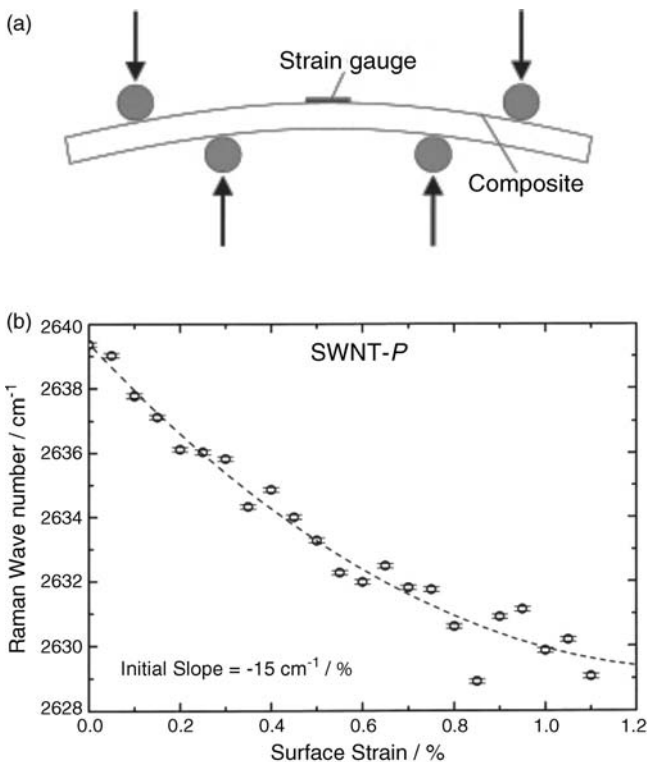 (a)
Strain gauge
Composite
(b)
Raman Wave number / cm⁻¹
2640
2638
2636
2634
2632
2630
2628
SWNT-P
Initial Slope = -15 cm⁻¹ / %
0.0 0.2 0.4 0.6 0.8 1.0 1.2
Surface Strain / %